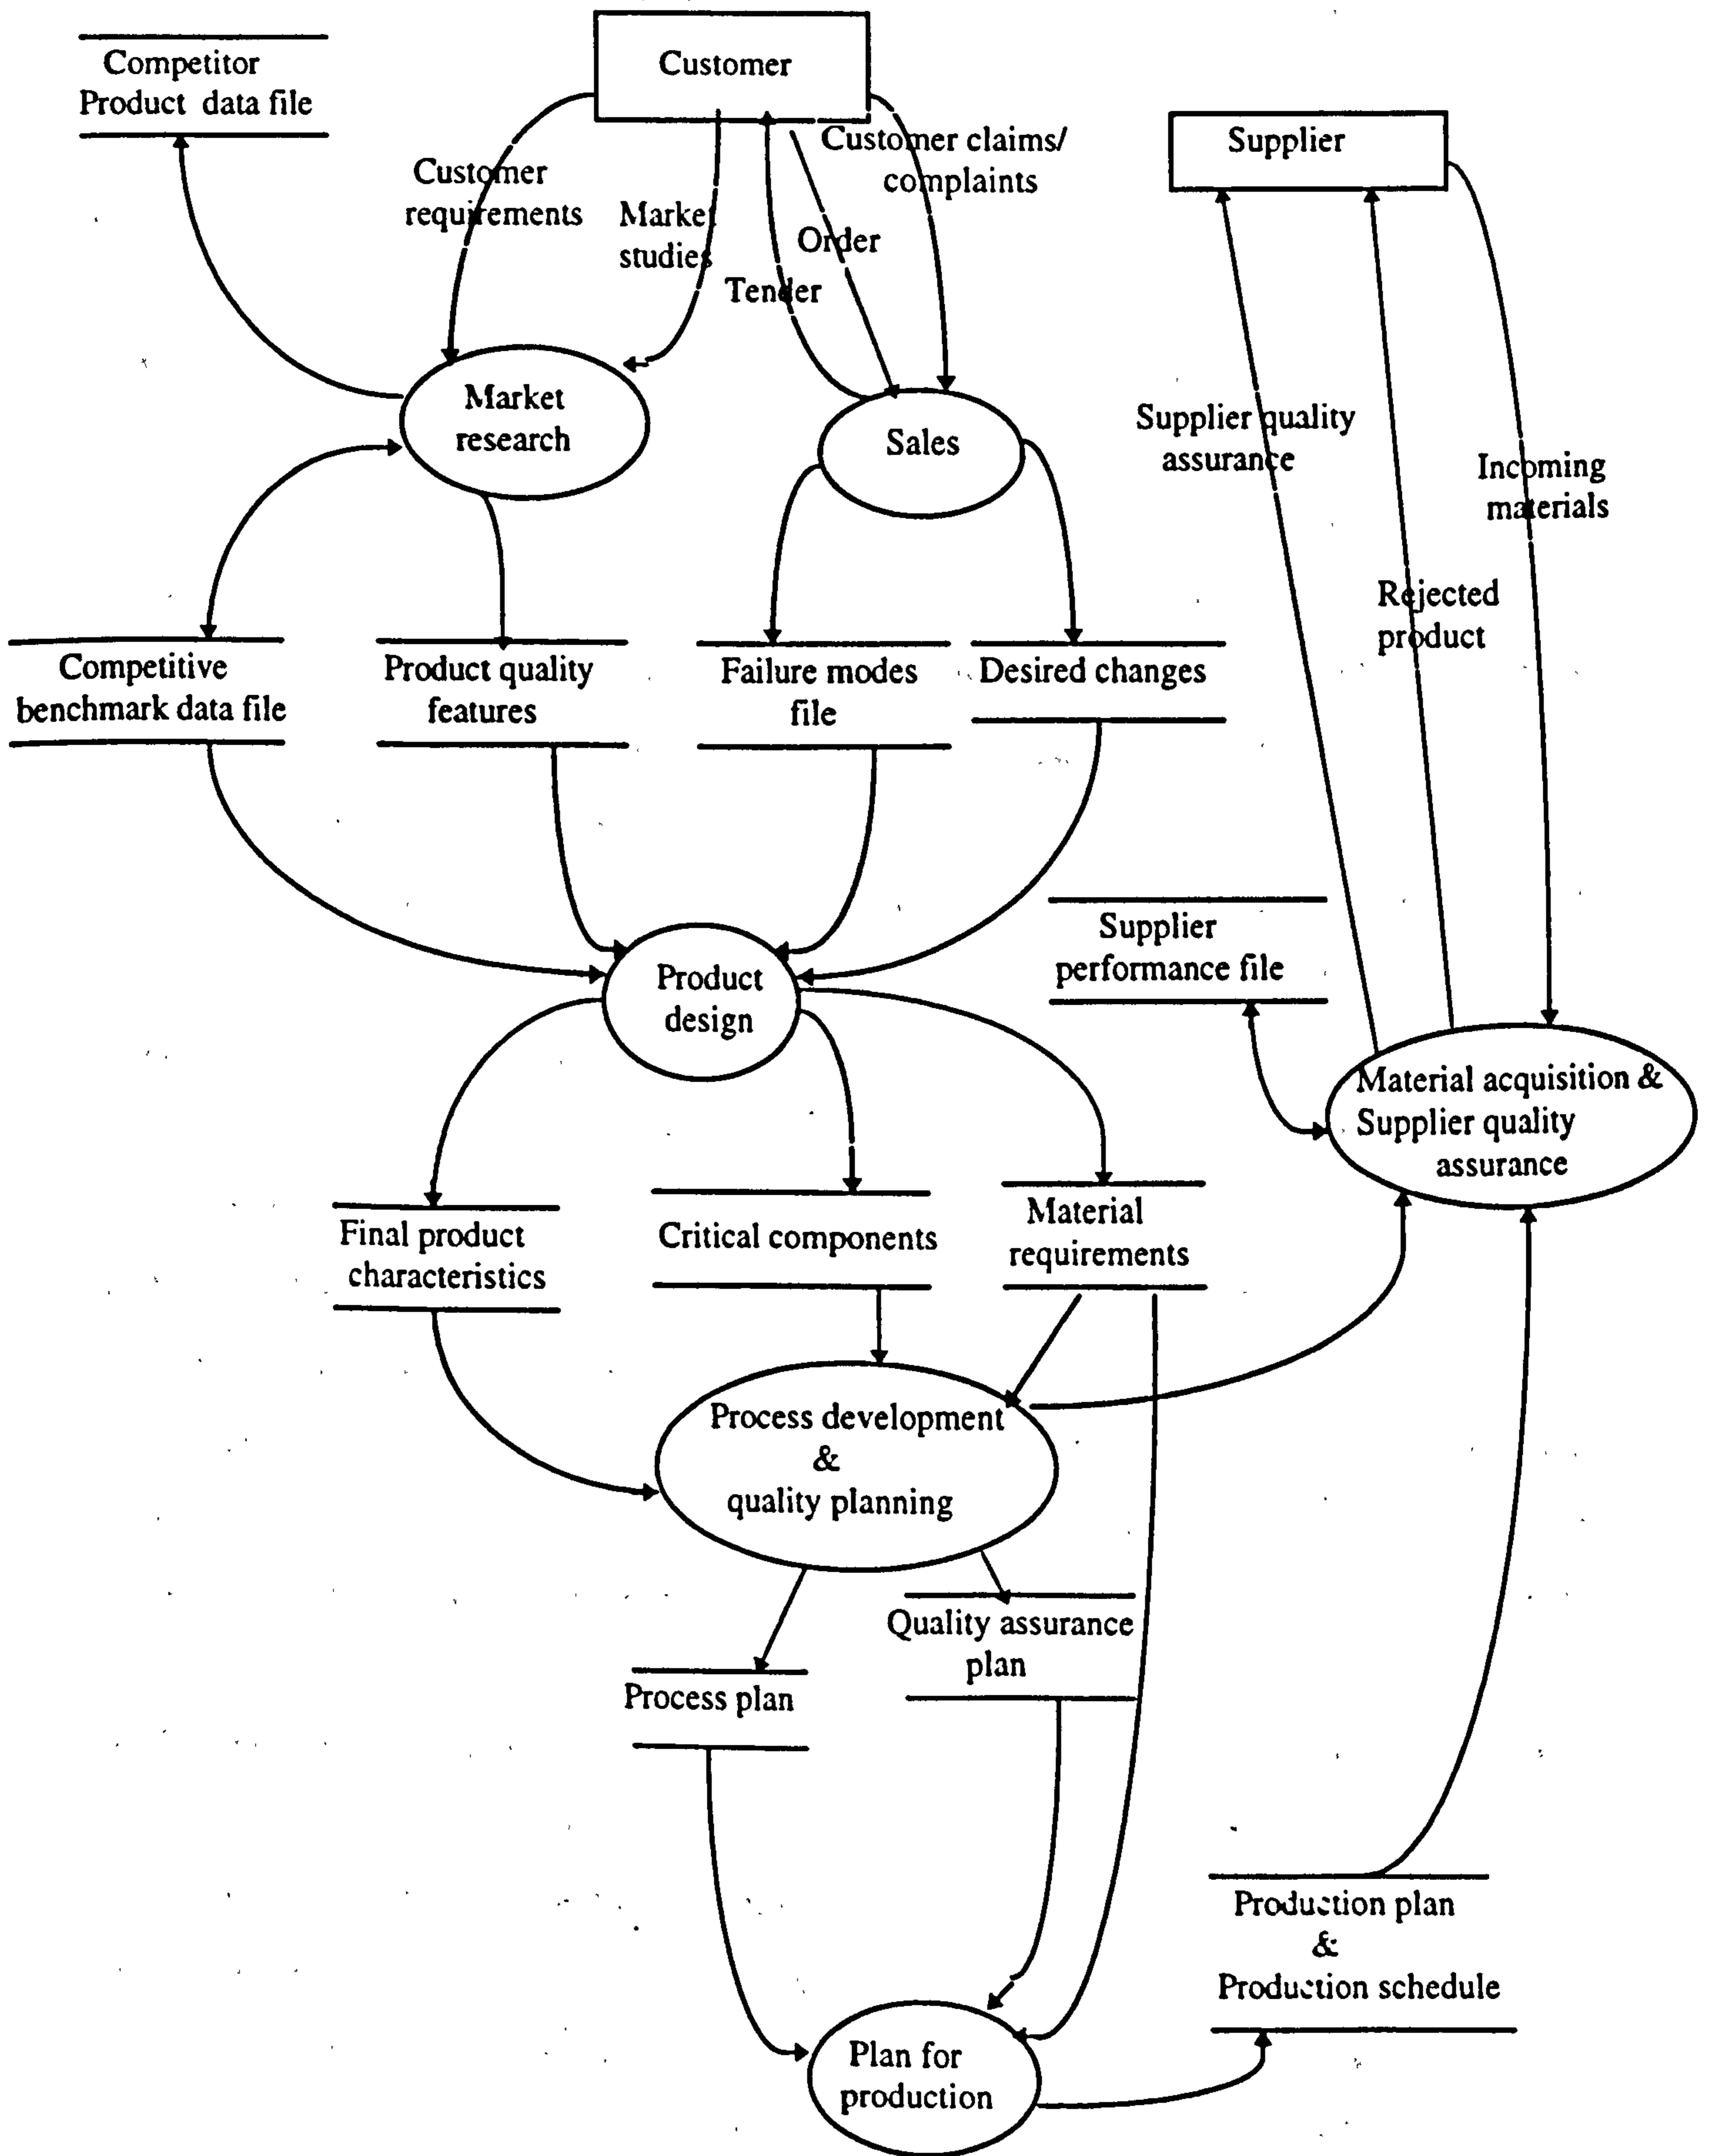 Competitor
Product data file
Customer
Supplier
Customer claims/
complaints
Customer
requirements
Market
studies
Order
Tender
Market
research
Sales
Supplier quality
assurance
Incoming
materials
Rejected
product
Competitive
benchmark data file
Product quality
features
Failure modes
file
Desired changes
Supplier
performance file
Product
design
Material acquisition &
Supplier quality
assurance
Final product
characteristics
Critical components
Material
requirements
Process development
&
quality planning
Quality assurance
plan
Process plan
Production plan
&
Production schedule
Plan for
production